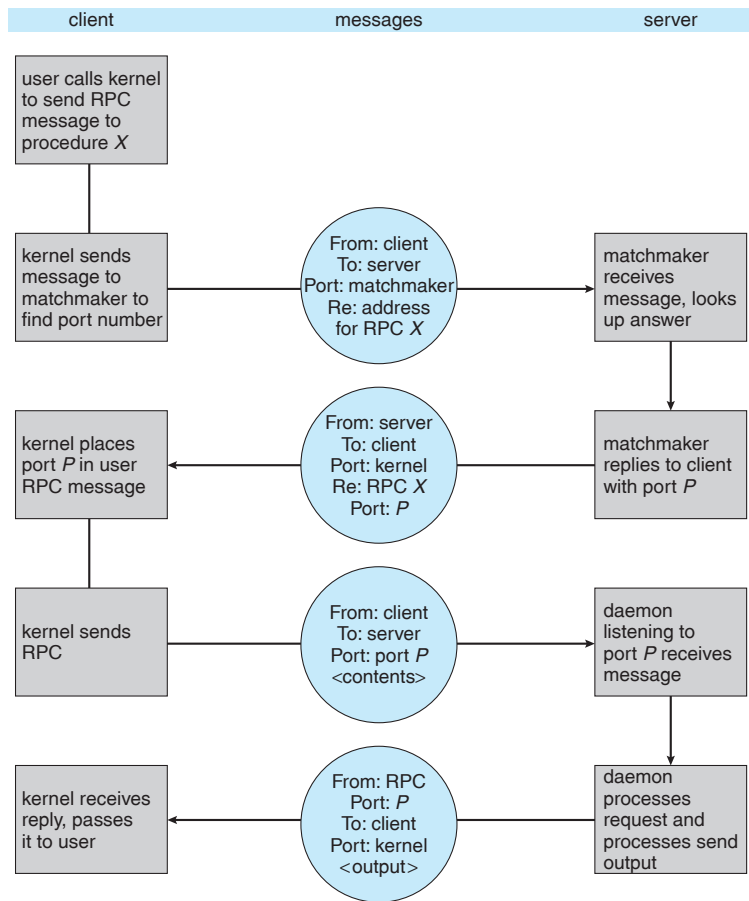 client messages server
user calls kernel
to send RPC
message to
procedure X
kernel sends
message to
matchmaker to
find port number
From: client
To: server
Port: matchmaker
Re: address
for RPC X
matchmaker
receives
message, looks
up answer
kernel places
port P in user
RPC message
From: server
To: client
Port: kernel
Re: RPC X
Port: P
matchmaker
replies to client
with port P
kernel sends
RPC
From: client
To: server
Port: port P
<contents>
daemon
listening to
port P receives
message
kernel receives
reply, passes
it to user
From: RPC
Port: P
To: client
Port: kernel
<output>
daemon
processes
request and
processes send
output